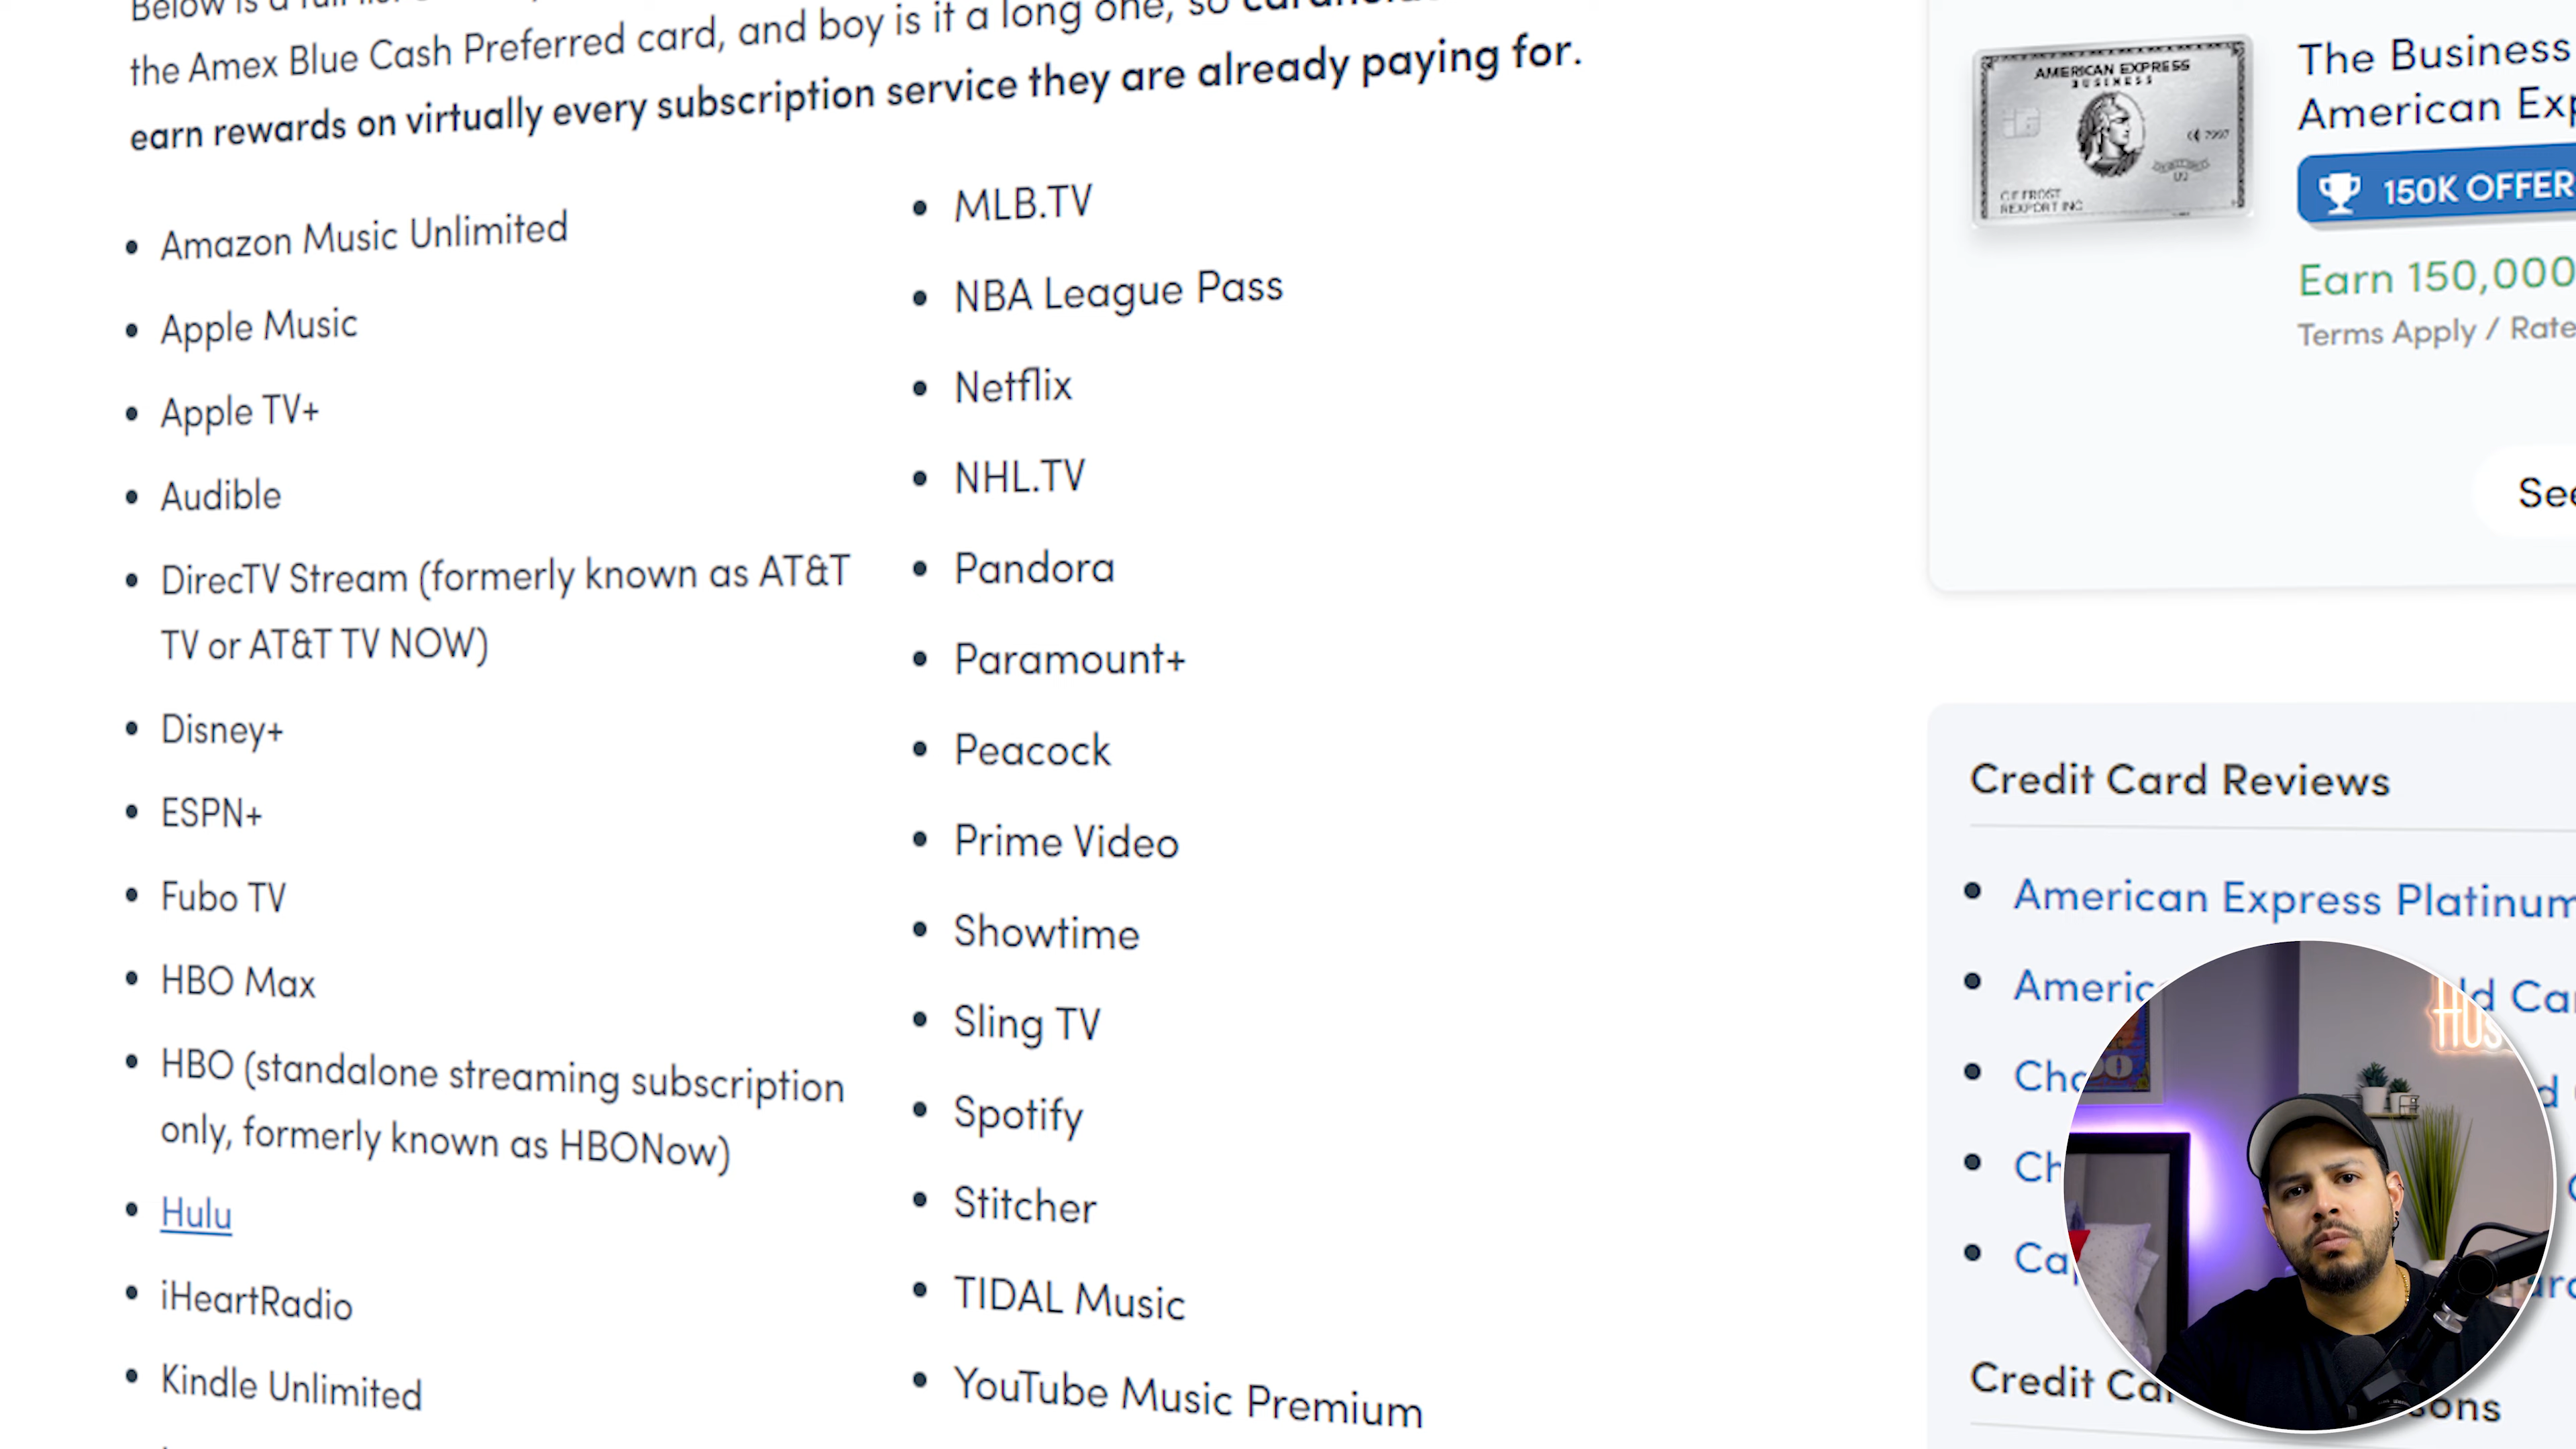 the Amex Blue Cash Preferred card, and boy is it a long one, so
earn rewards on virtually every subscription service they are already paying for.
Amazon Music Unlimited
Apple Music
Apple TV+
Audible
DirecTV Stream (formerly known as AT&T
TV or AT&T TV NOW)
Disney+
ESPN+
Fubo TV
HBO Max
HBO (standalone streaming subscription
only, formerly known as HBONow)
Hulu
iHeartRadio
Kindle Unlimited
MLB.TV
NBA League Pass
Netflix
NHL.TV
Pandora
Paramount+
Peacock
Prime Video
Showtime
Sling TV
Spotify
Stitcher
TIDAL Music
YouTube Music Premium
AMERICAN EXPRESS
BUSINESS
C F FROST
The Business
American
150K OFFER
Earn 150,000
Terms Apply /
Credit Card Reviews
American Express Platinum
Credit